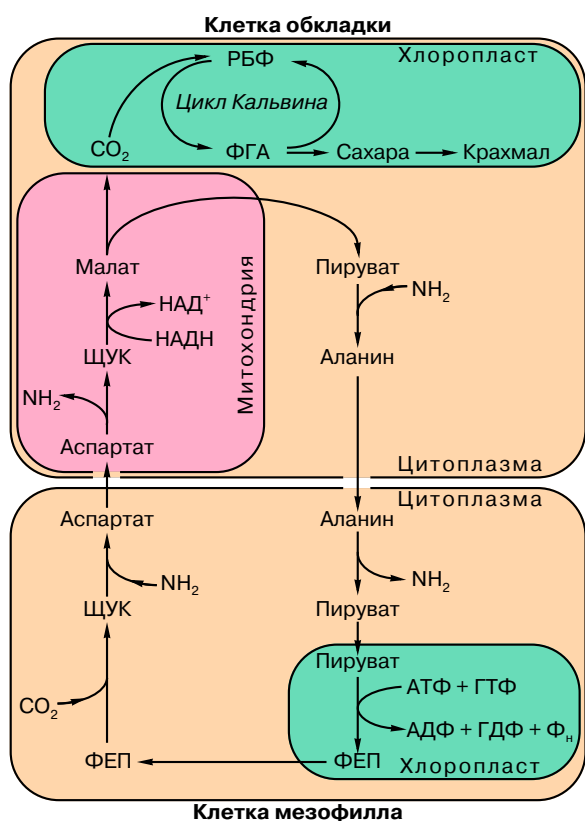 Клетка обкладки
РБФ
Хлоропласт
Цикл Кальвина
CO₂
ФГА
Сахара
Крахмал
Малат
Пируват
НАД⁺
NH₂
НАДН
ЩУК
Аланин
Митохондрия
NH₂
Аспартат
Цитоплазма
Цитоплазма
Аспартат
Аланин
NH₂
NH₂
ЩУК
Пируват
Пируват
АТФ + ГТФ
CO₂
АДФ + ГДФ + Фн
ФЕП
ФЕП
Хлоропласт
Клетка мезофилла